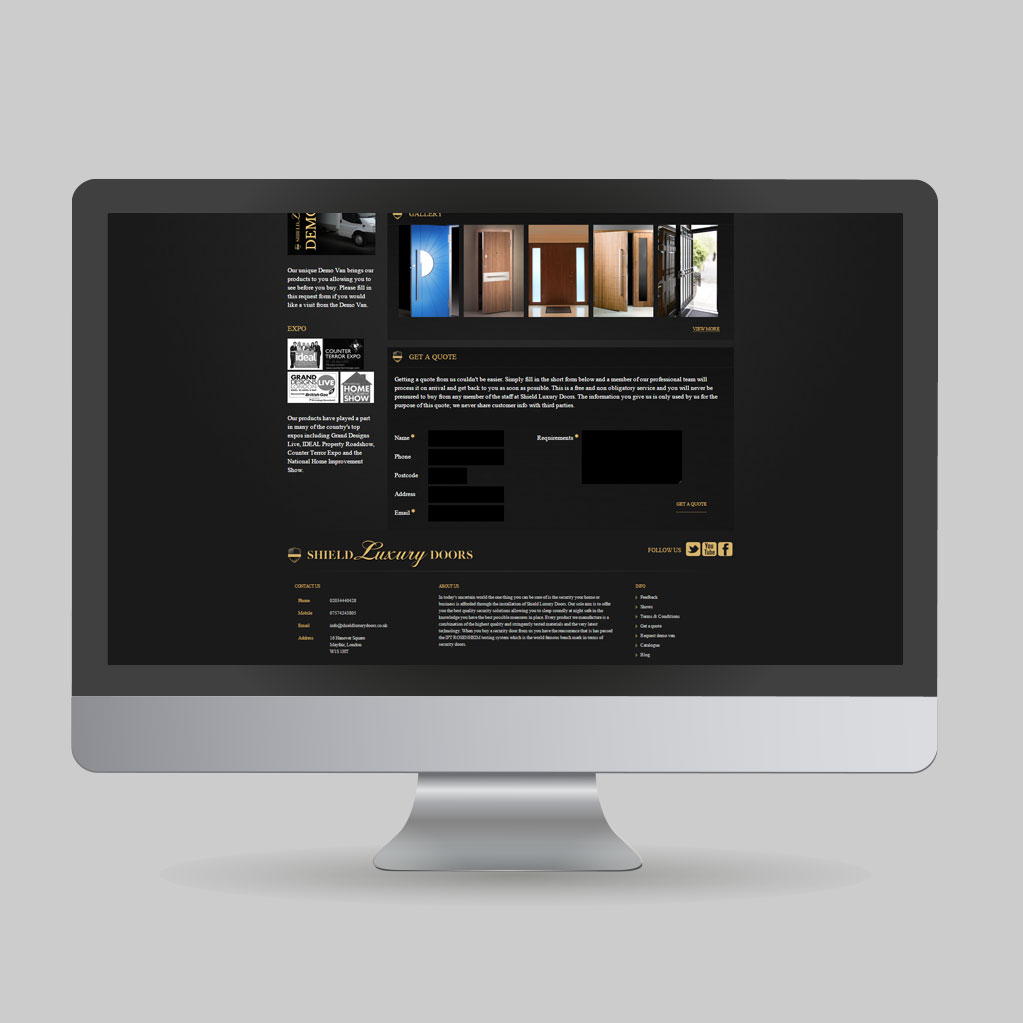 SHIELD
DEMO
Our unique Demo Van brings our
products to you allowing you to
see before you buy. Please fill in
this request form if you would
like a visit from the Demo Van.
EXPO
ideal
COUNTER
TERROR EXPO
GRAND
DESIGNS
LIVE
British Gas
HOME
SHOW
Our products have played a part
in many of the country's top
expos including Grand Designs
Live, IDEAL Property Roadshow,
Counter Terror Expo and the
National Home Improvement
Show.
GALLERY
VIEW MORE
GET A QUOTE
Getting a quote from us couldn't be easier. Simply fill in the short form below and a member of our professional team will
process it on arrival and get back to you as soon as possible. This is a free and non obligatory service and you will never be
pressured to buy from any member of the staff at Shield Luxury Doors. The information you give us is only used by us for the
purpose of this quote; we never share customer info with third parties.
Name *
Phone
Postcode
Address
Email *
Requirements *
GET A QUOTE
SHIELD Luxury DOORS
FOLLOW US
You
Tube
f
CONTACT US
Phone 02034440428
Mobile 07574243805
Email info@shieldluxurydoors.co.uk
Address 16 Hanover Square
Mayfair, London
W1S 1HT
ABOUT US
In today's uncertain world the one thing you can be sure of is the security your home or
business is afforded through the installation of Shield Luxury Doors. Our sole aim is to offer
you the best quality security solutions allowing you to sleep soundly at night safe in the
knowledge you have the best possible measures in place. Every product we manufacture is a
combination of the highest quality and stringently tested materials and the very latest
technology. When you buy a security door from us you have the reassurance that is has passed
the IFT ROSENHEIM testing system which is the world famous bench mark in terms of
security doors.
INFO
Feedback
Shows
Terms & Conditions
Get a quote
Request demo van
Catalogue
Blog